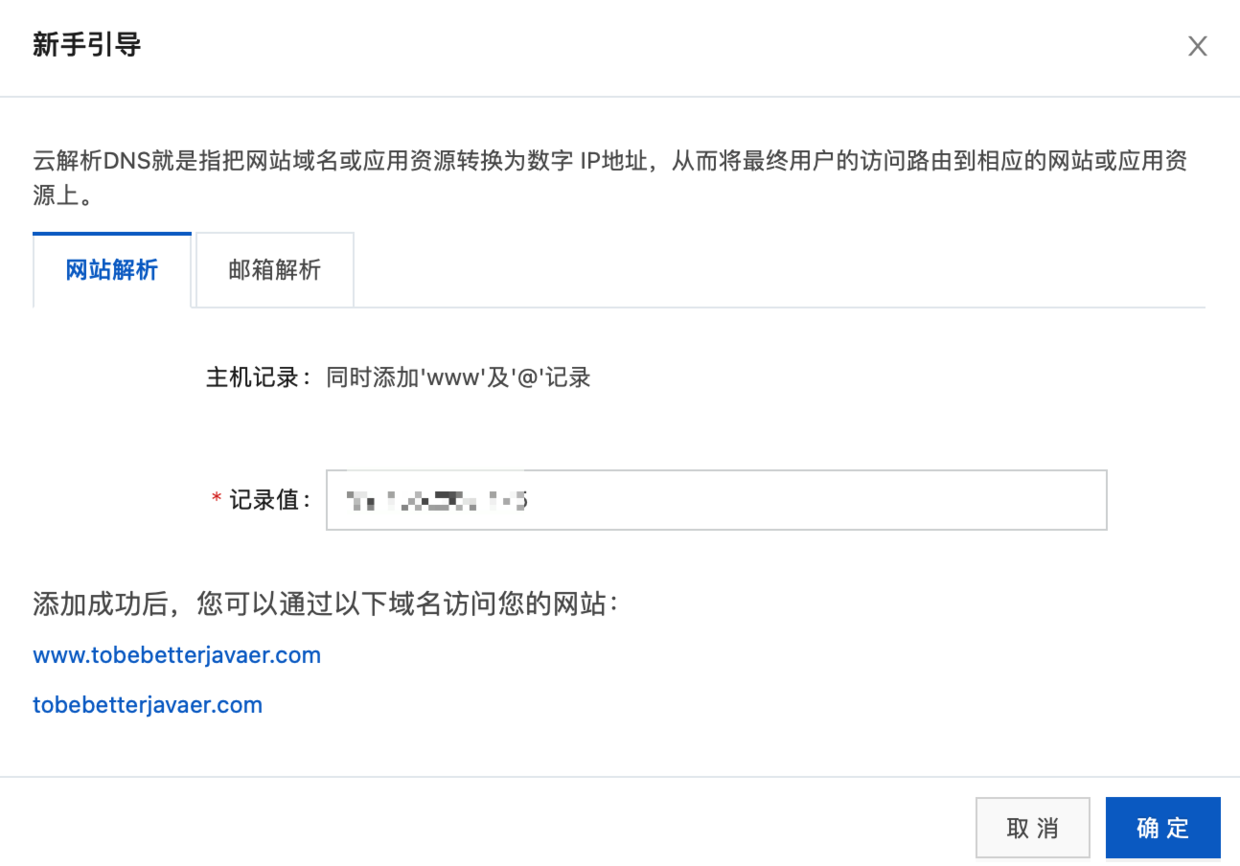 新手引导
云解析DNS就是指把网站域名或应用资源转换为数字 IP地址，从而将最终用户的访问路由到相应的网站或应用资
源上。
网站解析
邮箱解析
主机记录：同时添加'www'及'@'记录
* 记录值：
添加成功后，您可以通过以下域名访问您的网站：
www.tobebetterjavaer.com
tobebetterjavaer.com
取 消
确 定